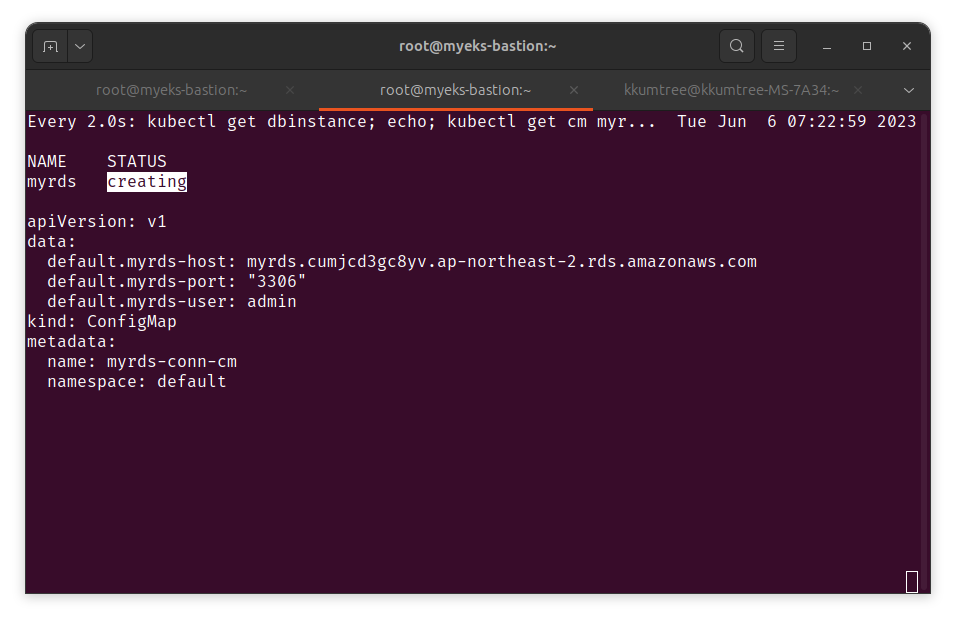 root@myeks-bastion:~
root@myeks-bastion:~ root@myeks-bastion:~ kkumtree@kkumtree-MS-7A34:~
Every 2.0s: kubectl get dbinstance; echo; kubectl get cm myr...  Tue Jun  6 07:22:59 2023
NAME    STATUS
myrds   creating
apiVersion: v1
data:
  default.myrds-host: myrds.cumjcd3gc8yv.ap-northeast-2.rds.amazonaws.com
  default.myrds-port: "3306"
  default.myrds-user: admin
kind: ConfigMap
metadata:
  name: myrds-conn-cm
  namespace: default